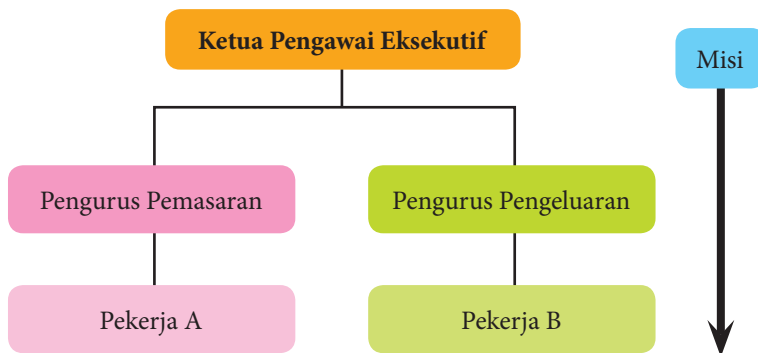 Ketua Pengawai Eksekutif
Misi
Pengurus Pemasaran
Pengurus Pengeluaran
Pekerja A
Pekerja B